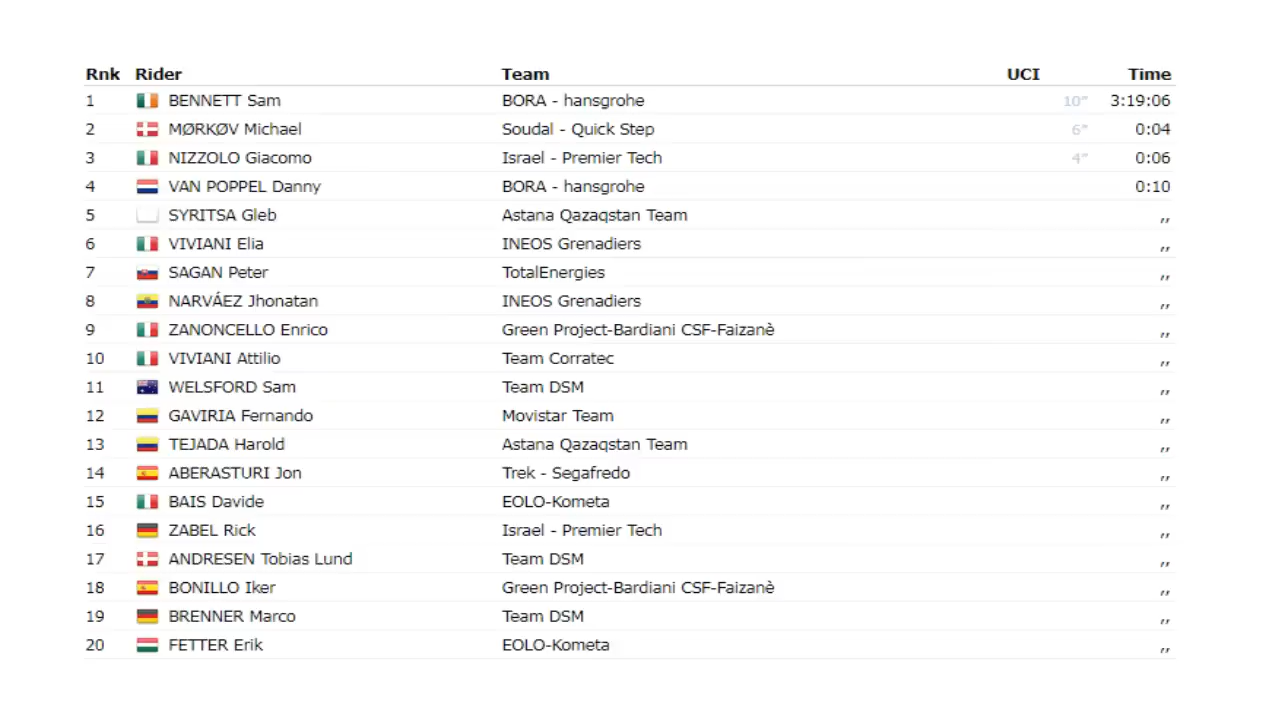 Rnk Rider Team UCI Time
1 BENNETT Sam BORA - hansgrohe 10″ 3:19:06
2 MØRKØV Michael Soudal - Quick Step 6″ 0:04
3 NIZZOLO Giacomo Israel - Premier Tech 4″ 0:06
4 VAN POPPEL Danny BORA - hansgrohe 0:10
5 SYRITSA Gleb Astana Qazaqstan Team ,,
6 VIVIANI Elia INEOS Grenadiers ,,
7 SAGAN Peter TotalEnergies ,,
8 NARVÁEZ Jhonatan INEOS Grenadiers ,,
9 ZANONCELLO Enrico Green Project-Bardiani CSF-Faizanè ,,
10 VIVIANI Attilio Team Corratec ,,
11 WELSFORD Sam Team DSM ,,
12 GAVIRIA Fernando Movistar Team ,,
13 TEJADA Harold Astana Qazaqstan Team ,,
14 ABERASTURI Jon Trek - Segafredo ,,
15 BAIS Davide EOLO-Kometa ,,
16 ZABEL Rick Israel - Premier Tech ,,
17 ANDRESEN Tobias Lund Team DSM ,,
18 BONILLO Iker Green Project-Bardiani CSF-Faizanè ,,
19 BRENNER Marco Team DSM ,,
20 FETTER Erik EOLO-Kometa ,,